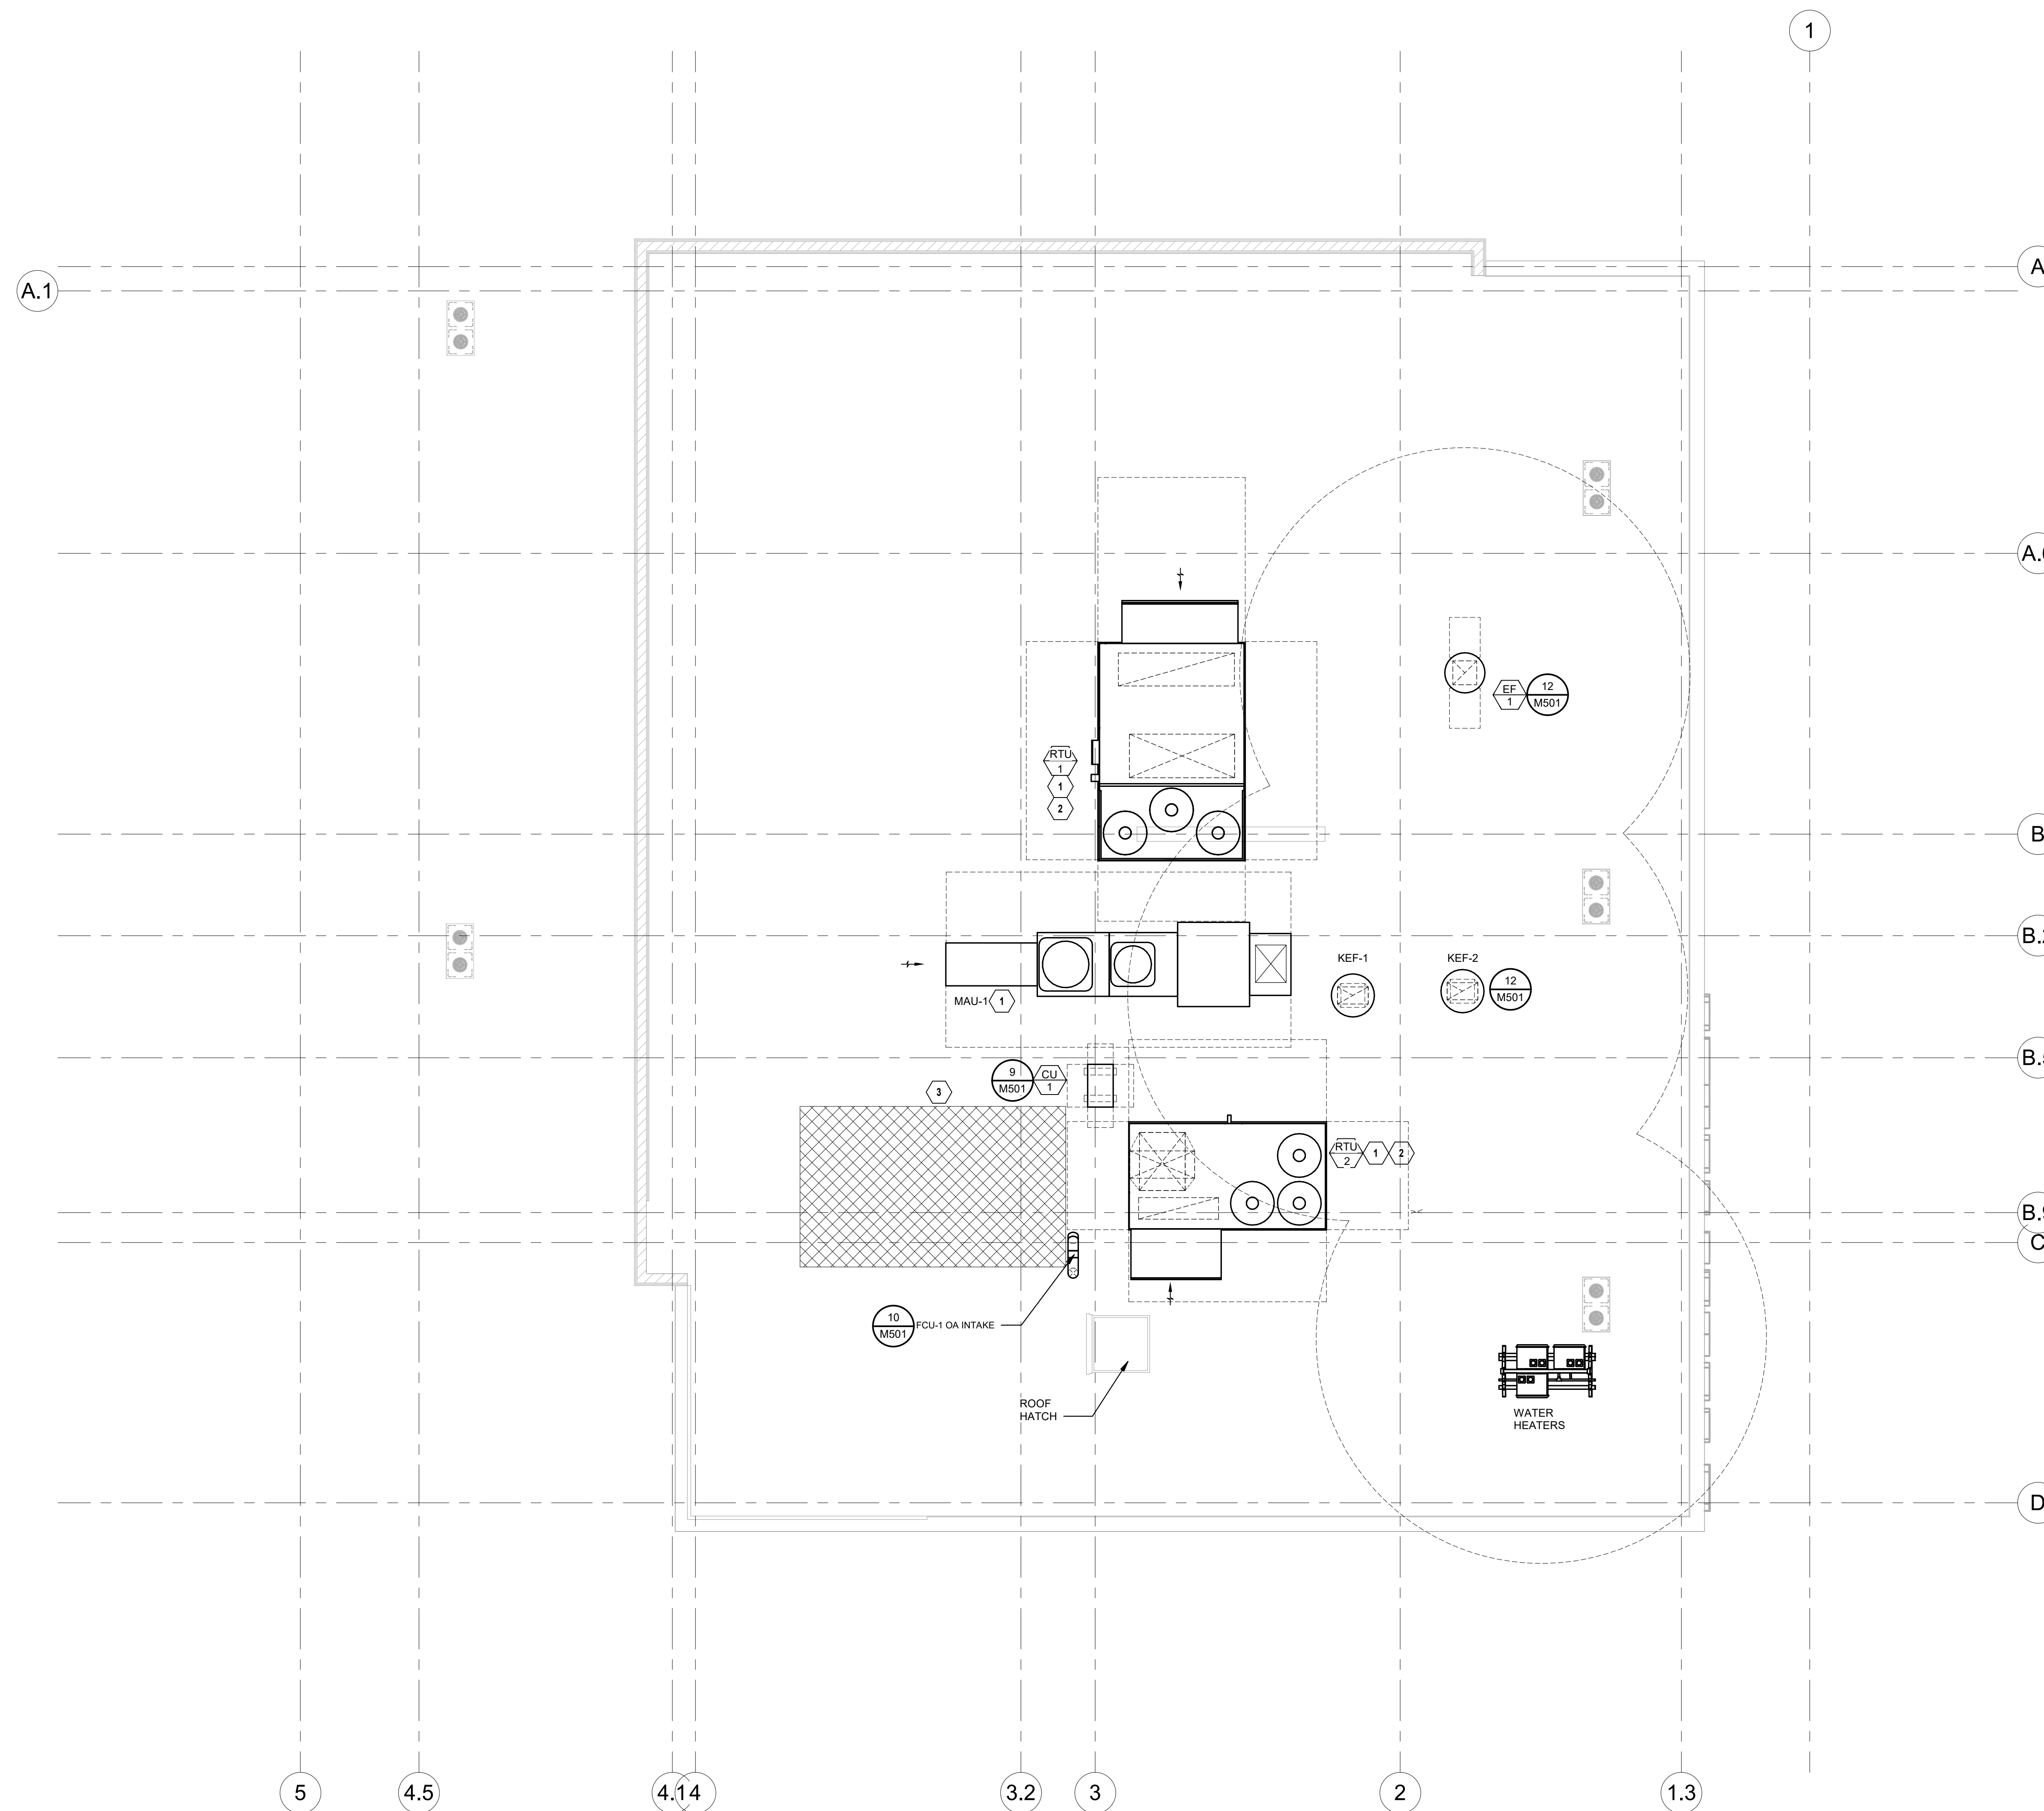 1
A
A.1
EF
1
12
M501
RTU
1
1
2
KEF-1
KEF-2
12
M501
MAU-1
1
B
9
M501
CU
1
3
RTU
2
1
2
C
10
M501
FCU-1 OA INTAKE
ROOF
HATCH
WATER
HEATERS
D
5
4.5
4.1
4
3.2
3
2
1.3